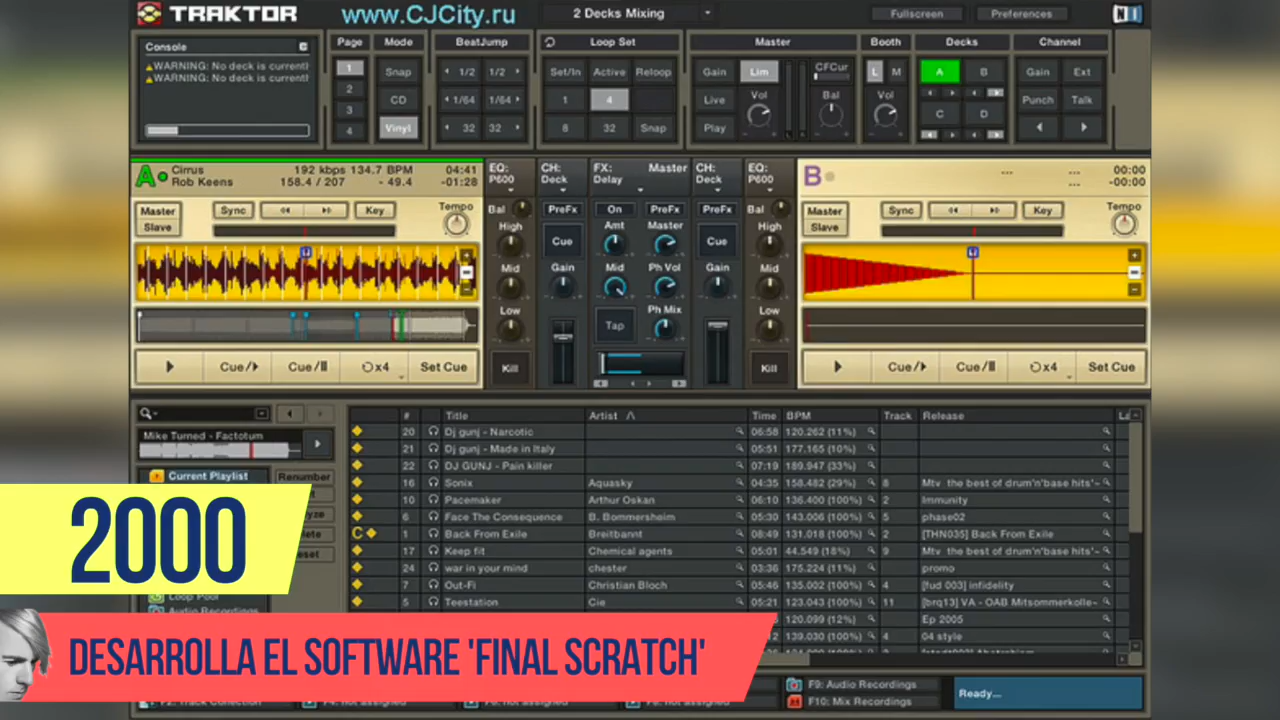 TRAKTOR
www.CJCity.ru
2 Decks Mixing
Fullscreen
Preferences
Console
C
WARNING: No deck is currentl
WARNING: No deck is currentl
Page
1
2
3
4
Mode
Snap
CD
Vinyl
BeatJump
1/2 1/2
1/64 1/64
32 32
Loop Set
Set/In Active Reloop
1 4
8 32 Snap
Master
Gain Lim
Live Vol
Play
CFCur
Bal
Booth
L M
Vol
Decks
A B
C D
Channel
Gain Ext
Punch Talk
A
Cirrus
Rob Keens
192 kbps 134.7 BPM
158.4 / 207 - 49.4
04:41
-01:28
Master
Slave
Sync
Key
Tempo
Cue/ Cue/II x4 Set Cue
EQ:
P600
Bal
High
Mid
Low
Kill
CH:
Deck
PreFx
Cue
Gain
FX: Master
Delay
On PreFx
Amt Master
Mid Ph Vol
Tap Ph Mix
CH:
Deck
PreFx
Cue
Gain
EQ:
P600
Bal
High
Mid
Low
Kill
B
---
---
---
---
00:00
-00:00
Master
Slave
Sync
Key
Tempo
Cue/ Cue/II x4 Set Cue
Mike Turned - Factotum
Current Playlist
Renumber
Loop Pool
Audio Recordings
# Title Artist Time BPM Track Release
20 Dj gunj - Narcotic 06:58 120.262 (11%)
21 Dj gunj - Made in Italy 05:51 177.165 (10%)
22 DJ GUNJ - Pain killer 07:19 189.947 (33%)
16 Sonix Aquasky 04:35 158.482 (29%) 8 Mtv the best of drum'n'base hits'~
10 Pacemaker Arthur Oskan 06:10 136.400 (100%) 2 Immunity
6 Face The Consequence B. Bommersheim 05:30 143.006 (100%) 5 phase02
C 1 Back From Exile Breitbannt 08:49 131.018 (100%) 2 [THN035] Back From Exile
17 Keep fit Chemical agents 05:01 44.549 (18%) 9 Mtv the best of drum'n'base hits'~
24 war in your mind chester 03:36 175.224 (11%) promo
7 Out-Fi Christian Bloch 05:46 135.002 (100%) 4 [fud 003] infidelity
5 Teestation Cie 05:21 123.043 (100%) 11 [brq13] VA - OAB Mitsommerkolle~
120.099 (12%) Ep 2005
139.030 (100%) 4 04 style
2000
DESARROLLA EL SOFTWARE 'FINAL SCRATCH'
F9: Audio Recordings
F10: Mix Recordings
Ready...